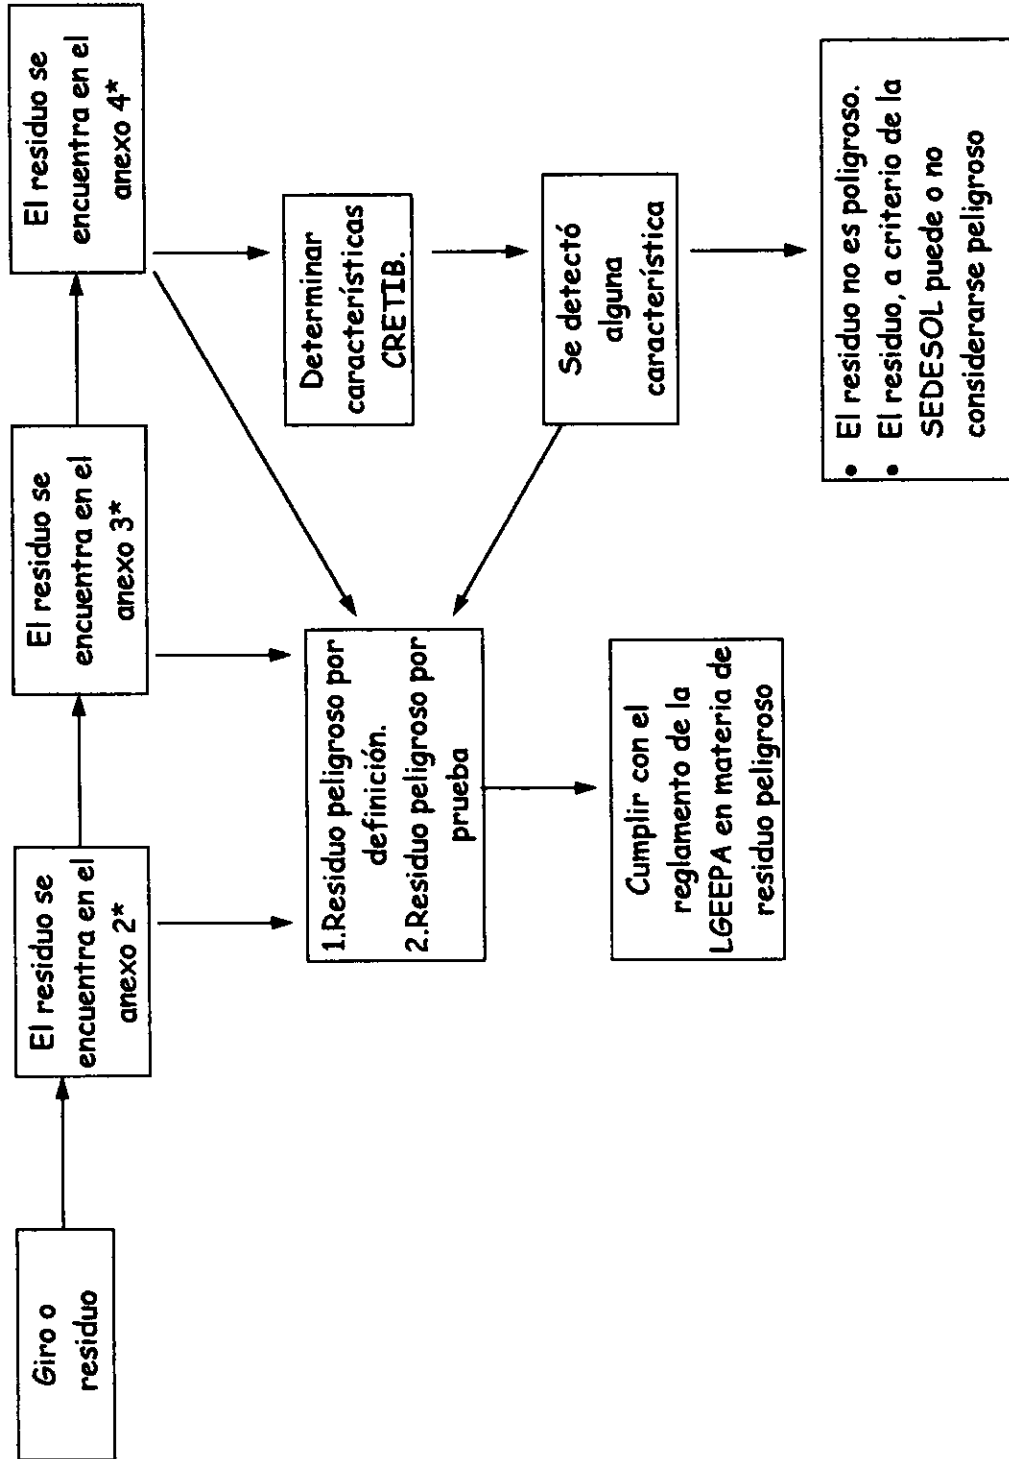 Giro o
residuo
El residuo se
encuentra en el
anexo 2*
El residuo se
encuentra en el
anexo 3*
El residuo se
encuentra en el
anexo 4*
1.Residuo peligroso por
definición.
2.Residuo peligroso por
prueba
Determinar
características
CRETIB.
Cumplir con el
reglamento de la
LGEEPA en materia de
residuo peligroso
Se detectó
alguna
característica
• El residuo no es poligroso.
• El residuo, a criterio de la
SEDESOL puede o no
considerarse peligroso